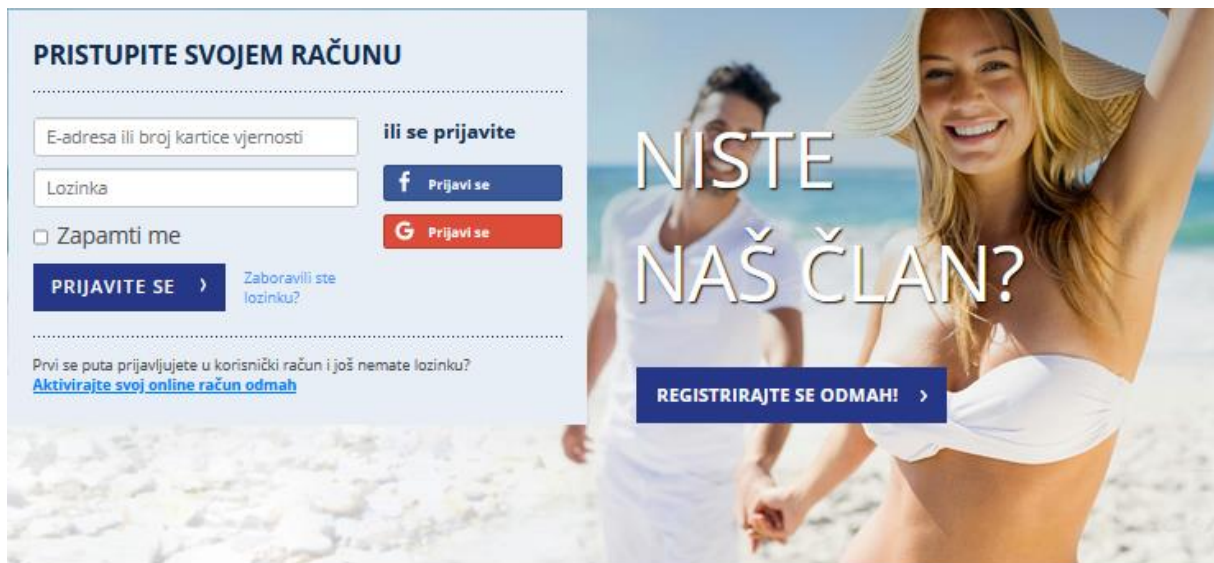 PRISTUPITE SVOJEM RAČUNU
E-adresa ili broj kartice vjernosti
Lozinka
Zapamti me
PRIJAVITE SE
Zaboravili ste
lozinku?
ili se prijavite
Prijavi se
Prijavi se
Prvi se puta prijavljujete u korisnički račun i još nemate lozinku?
Aktivirajte svoj online račun odmah
NISTE
NAŠ ČLAN?
REGISTRIRAJTE SE ODMAH!